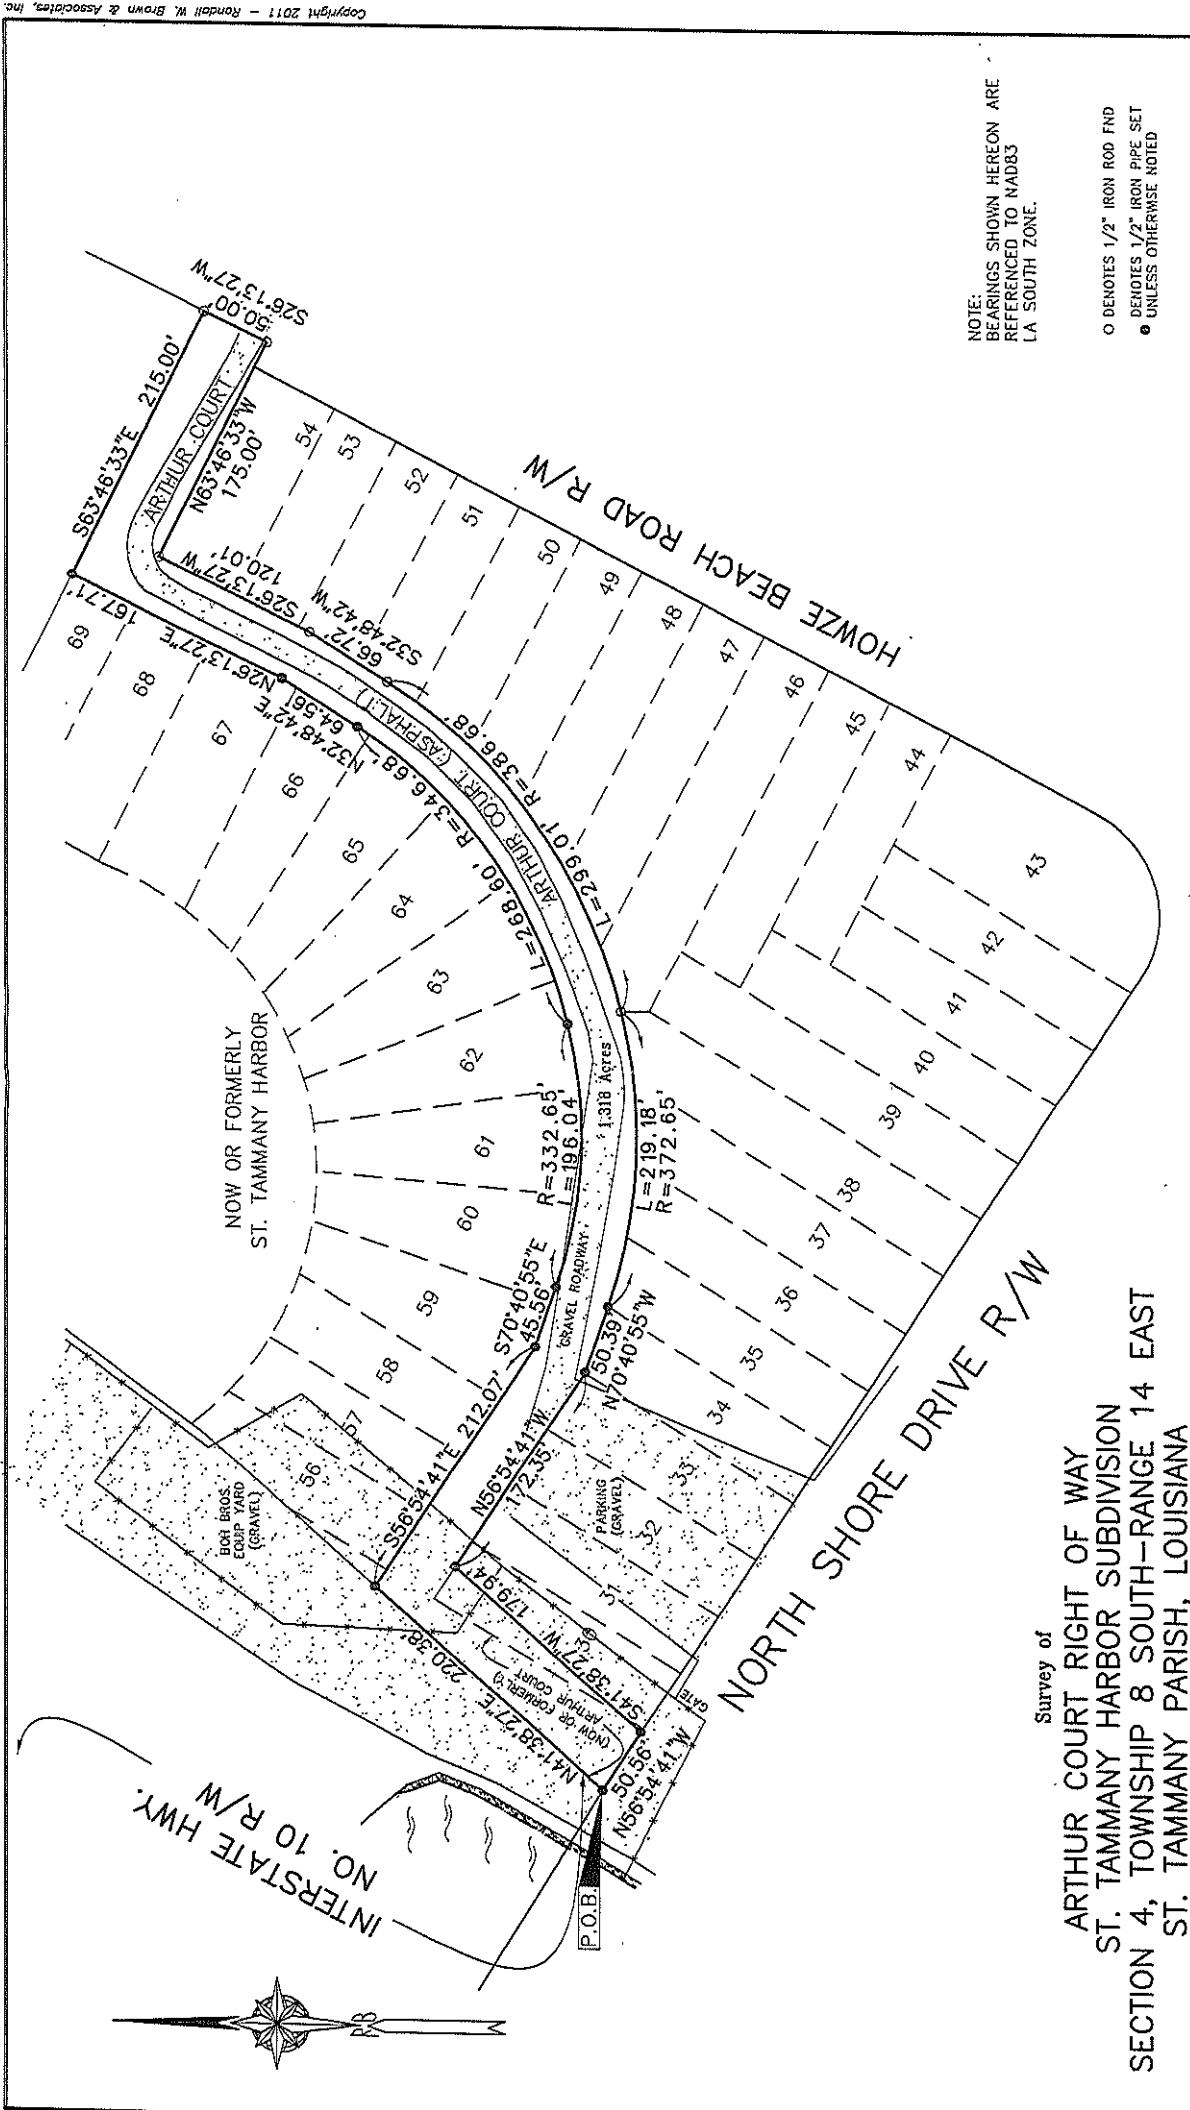 Copyright 2011 - Randall W. Brown & Associates, Inc.
INTERSTATE HWY.
NO. 10 R/W
RB
P.O.B.
N41°38'27"E 220.38'
(NOW OR FORMERLY)
ARTHUR COURT
S41°38'27"W 179.94'
50.56'
N56°54'41"W
GATE
BOH BROS.
EQUIP YARD
(GRAVEL)
S56°54'41"E 212.07'
N56°54'41"W
172.35'
PARKING
(GRAVEL)
S70°40'55"E
45.56'
50.39'
N70°40'55"W
GRAVEL ROADWAY
R=332.65'
L=196.04'
1.318 Acres
L=219.18'
R=372.65'
L=268.60' R=346.68'
L=299.01' R=386.68'
ARTHUR COURT (ASPHALT)
N32°48'42"E
64.56'
S32°48'42"W
66.72'
N26°13'27"E
167.71'
S26°13'27"W
120.01'
S63°46'33"E 215.00'
ARTHUR COURT
N63°46'33"W
175.00'
50.00'
S26°13'27"W
NOW OR FORMERLY
ST. TAMMANY HARBOR
30
31
32
33
34
35
36
37
38
39
40
41
42
43
44
45
46
47
48
49
50
51
52
53
54
56
57
58
59
60
61
62
63
64
65
66
67
68
69
HOWZE BEACH ROAD R/W
NORTH SHORE DRIVE R/W
NOTE:
BEARINGS SHOWN HEREON ARE
REFERENCED TO NAD83
LA SOUTH ZONE.
O DENOTES 1/2" IRON ROD FND
DENOTES 1/2" IRON PIPE SET
UNLESS OTHERWISE NOTED
Survey of
ARTHUR COURT RIGHT OF WAY
ST. TAMMANY HARBOR SUBDIVISION
SECTION 4, TOWNSHIP 8 SOUTH-RANGE 14 EAST
ST. TAMMANY PARISH, LOUISIANA